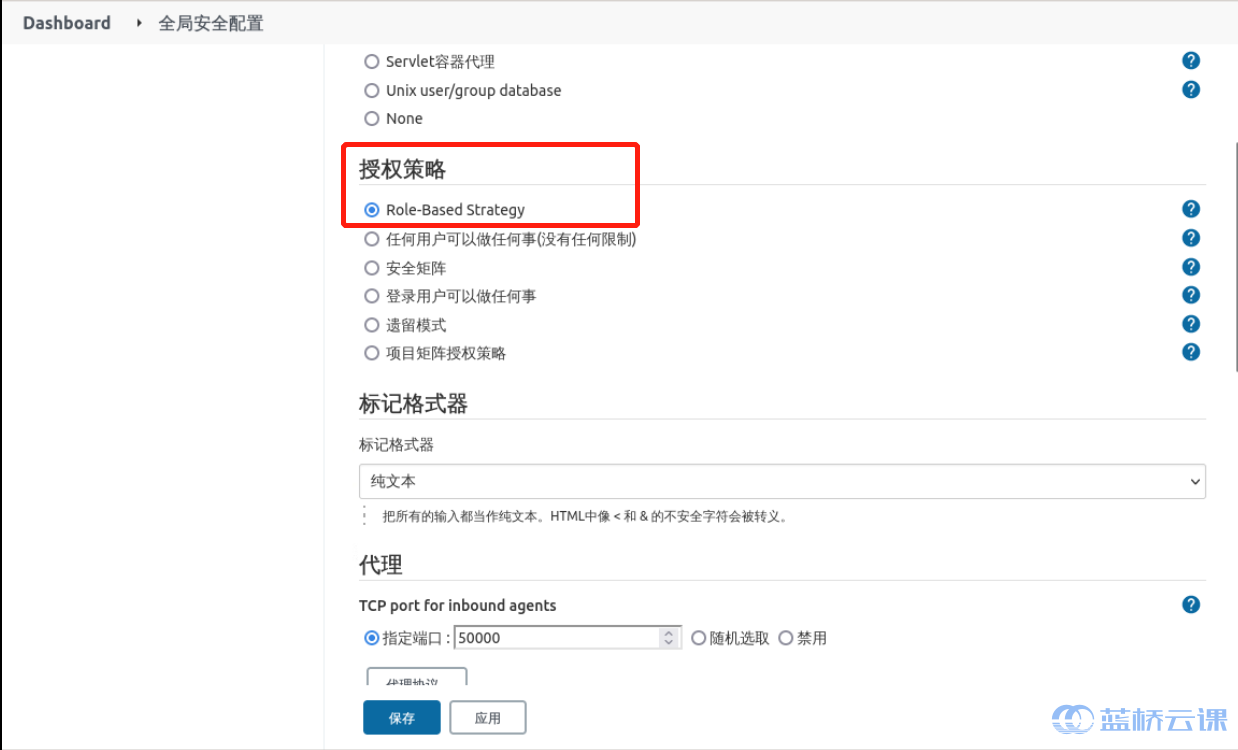 Dashboard ‣ 全局安全配置
Servlet容器代理
Unix user/group database
None
授权策略
Role-Based Strategy
任何用户可以做任何事(没有任何限制)
安全矩阵
登录用户可以做任何事
遗留模式
项目矩阵授权策略
标记格式器
标记格式器
纯文本
把所有的输入都当作纯文本。HTML中像 < 和 & 的不安全字符会被转义。
代理
TCP port for inbound agents
指定端口 : 50000 随机选取 禁用
代理协议...
保存 应用
蓝桥云课